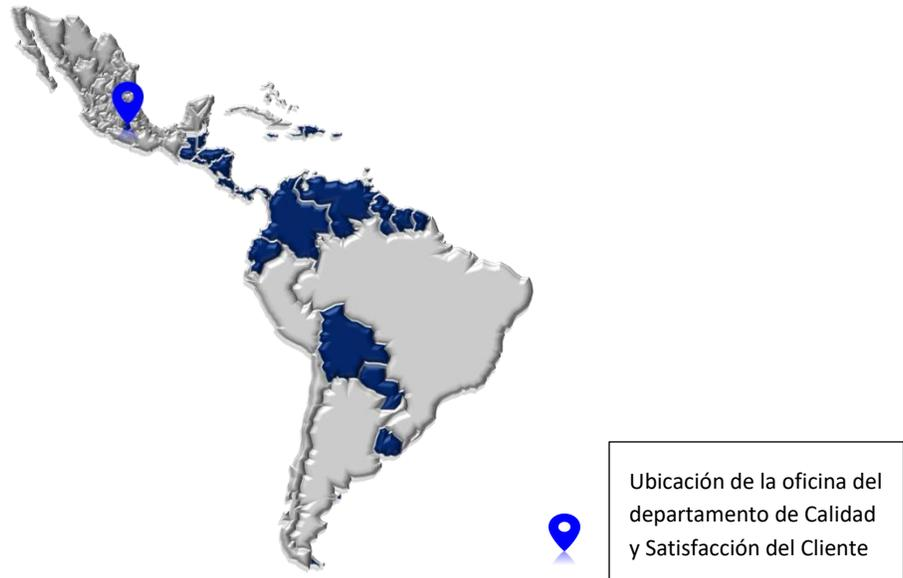 Ubicación de la oficina del
departamento de Calidad
y Satisfacción del Cliente